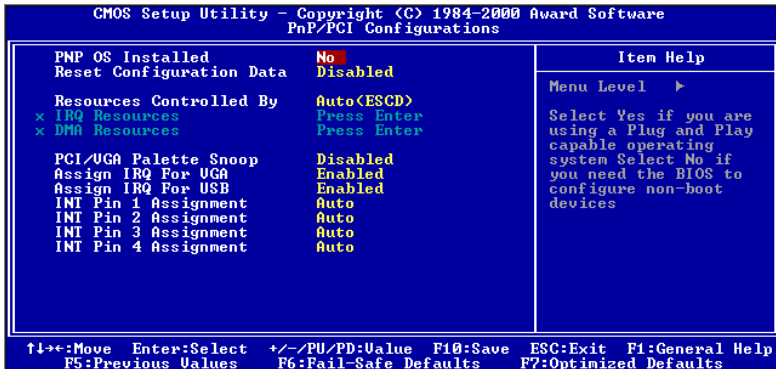 CMOS Setup Utility - Copyright (C) 1984-2000 Award Software
PnP/PCI Configurations
PNP OS Installed No
Reset Configuration Data Disabled
Resources Controlled By Auto(ESCD)
x IRQ Resources Press Enter
x DMA Resources Press Enter
PCI/VGA Palette Snoop Disabled
Assign IRQ For VGA Enabled
Assign IRQ For USB Enabled
INT Pin 1 Assignment Auto
INT Pin 2 Assignment Auto
INT Pin 3 Assignment Auto
INT Pin 4 Assignment Auto
Item Help
Menu Level ▶
Select Yes if you are
using a Plug and Play
capable operating
system Select No if
you need the BIOS to
configure non-boot
devices
↑↓→←:Move Enter:Select +/-/PU/PD:Value F10:Save ESC:Exit F1:General Help
F5:Previous Values F6:Fail-Safe Defaults F7:Optimized Defaults